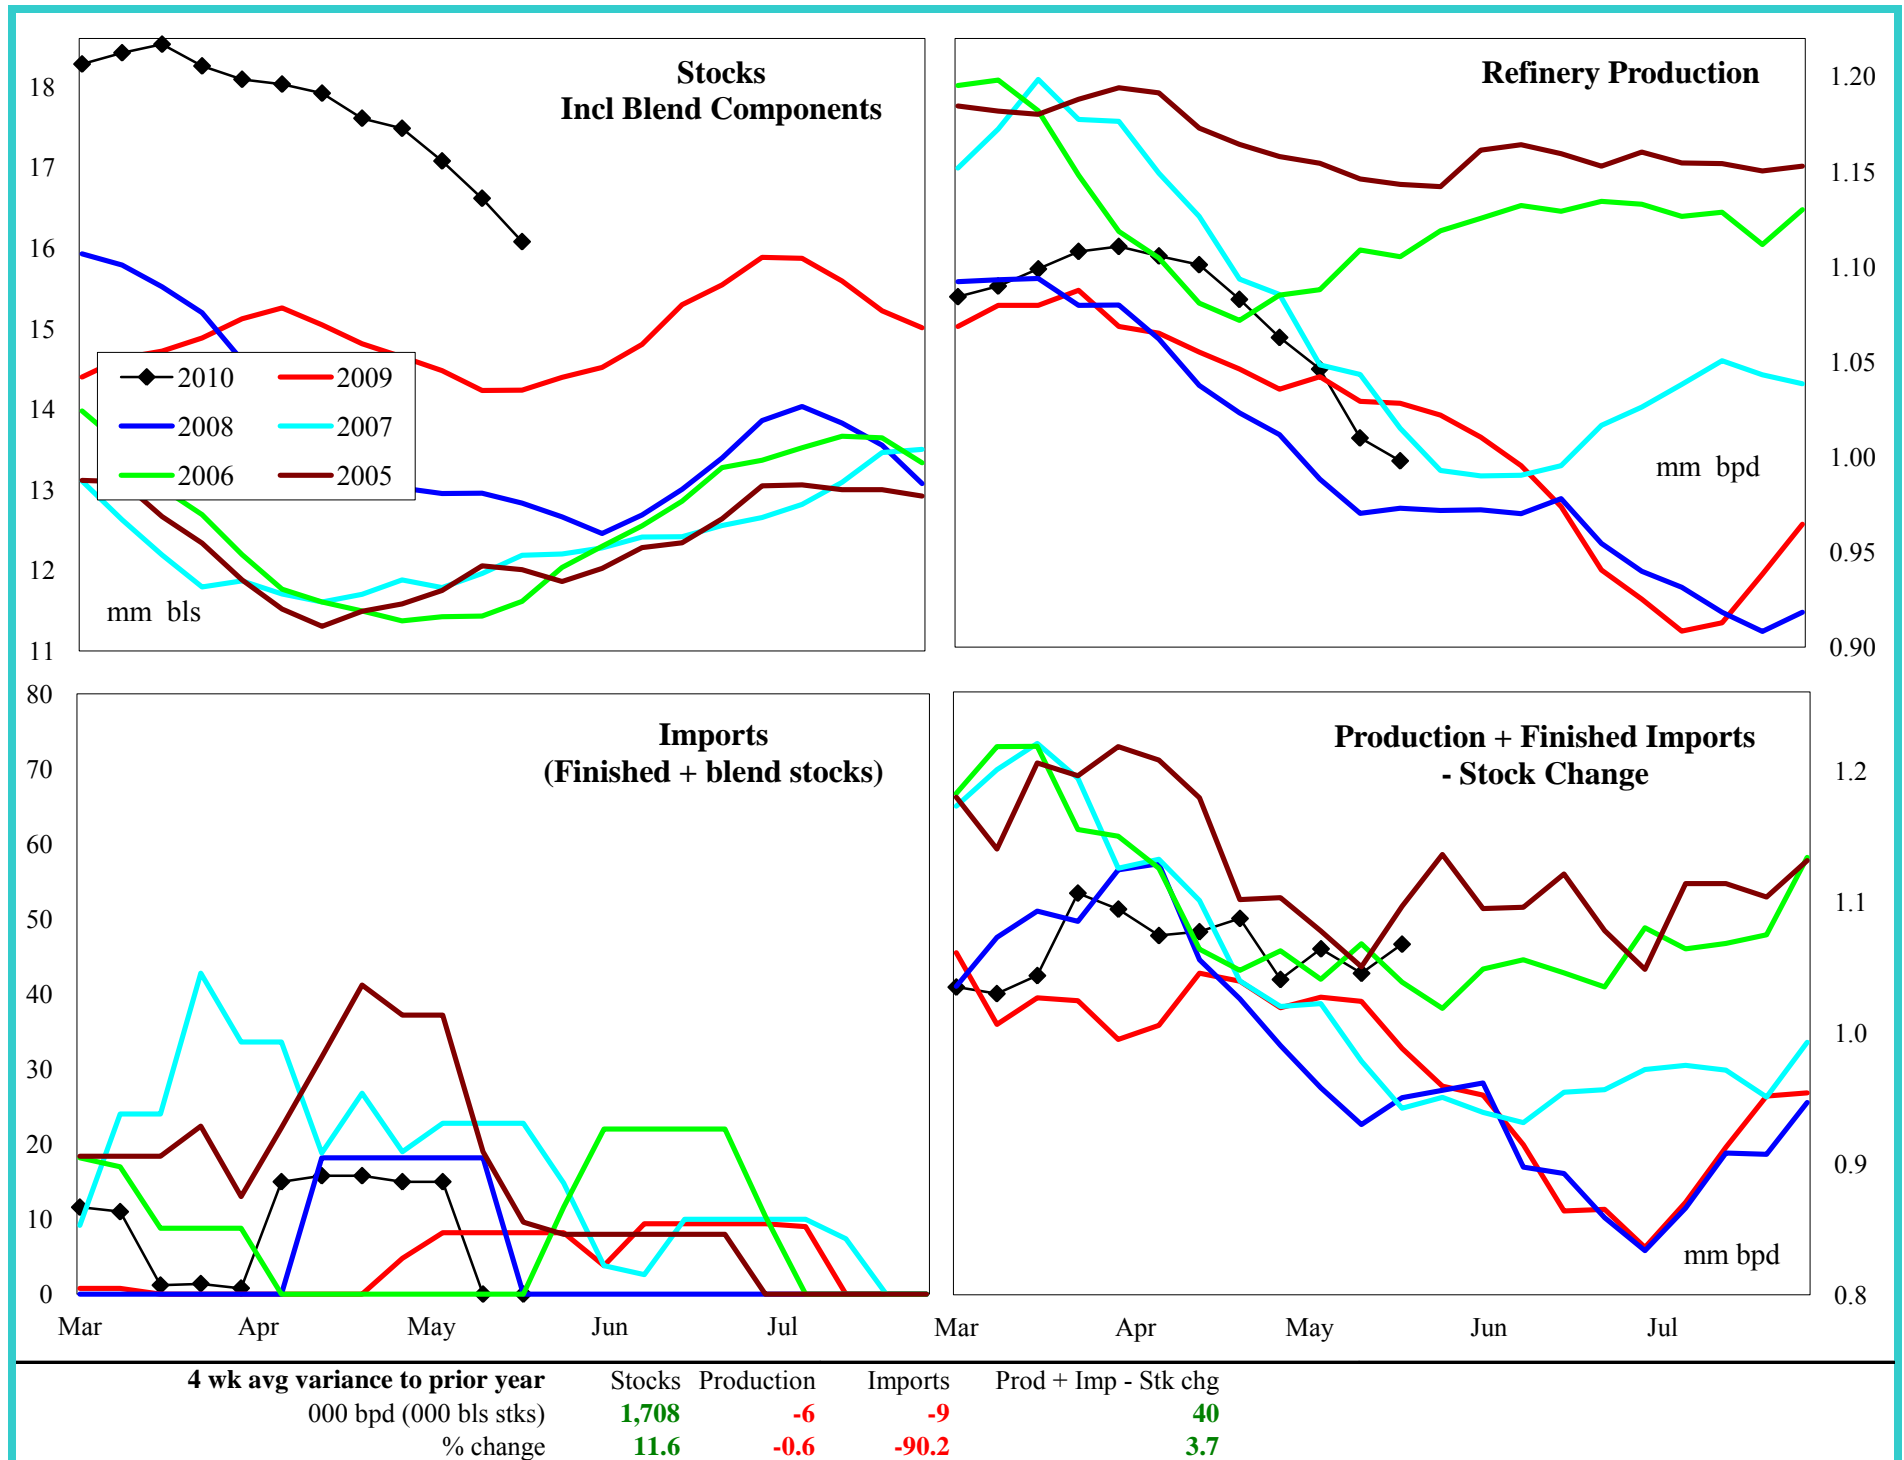 Stocks
Incl Blend Components
18
17
16
15
14
13
12
11
2010
2009
2008
2007
2006
2005
mm bls
Refinery Production
1.20
1.15
1.10
1.05
1.00
0.95
0.90
mm bpd
Imports
(Finished + blend stocks)
80
70
60
50
40
30
20
10
0
Mar Apr May Jun Jul
Production + Finished Imports
- Stock Change
1.2
1.1
1.0
0.9
0.8
mm bpd
Mar Apr May Jun Jul
4 wk avg variance to prior year Stocks Production Imports Prod + Imp - Stk chg
000 bpd (000 bls stks) 1,708 -6 -9 40
% change 11.6 -0.6 -90.2 3.7